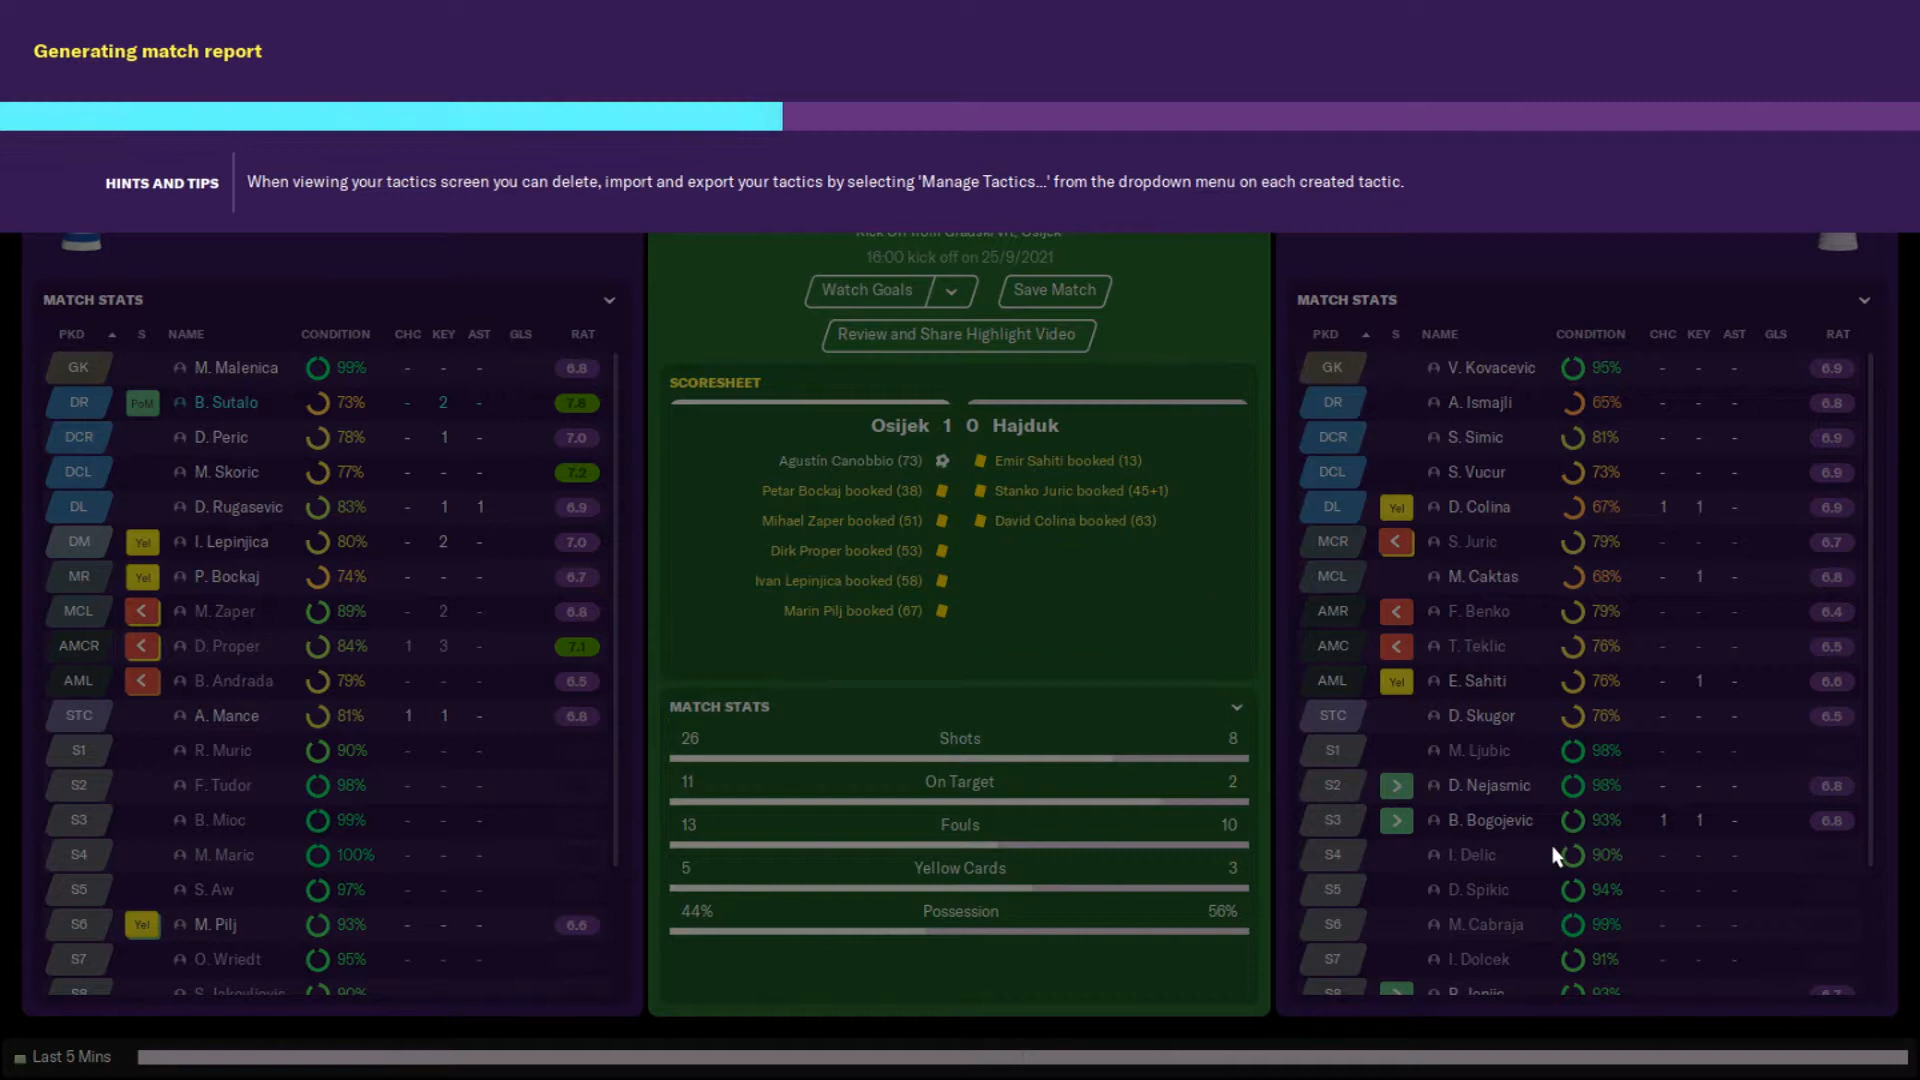 Generating match report
HINTS AND TIPS When viewing your tactics screen you can delete, import and export your tactics by selecting 'Manage Tactics...' from the dropdown menu on each created tactic.
Kick Off from Gradski vrt, Osijek
16:00 kick off on 25/9/2021
Watch Goals Save Match
Review and Share Highlight Video
MATCH STATS
PKD S NAME CONDITION CHC KEY AST GLS RAT
GK M. Malenica 99% - - - 6.8
DR PoM B. Sutalo 73% - 2 - 7.8
DCR D. Peric 78% - 1 - 7.0
DCL M. Skoric 77% - - - 7.2
DL D. Rugasevic 83% - 1 1 6.9
DM Yel I. Lepinjica 80% - 2 - 7.0
MR Yel P. Bockaj 74% - - - 6.7
MCL < M. Zaper 89% - 2 - 6.8
AMCR < D. Proper 84% 1 3 - 7.1
AML < B. Andrada 79% - - - 6.5
STC A. Mance 81% 1 1 - 6.8
S1 R. Muric 90% - - -
S2 F. Tudor 98% - - -
S3 B. Mioc 99% - - -
S4 M. Maric 100% - - -
S5 S. Aw 97% - - -
S6 Yel M. Pilj 93% - - - 6.6
S7 O. Wriedt 95% - - -
S8 S. Jakovljevic 90% - - -
SCORESHEET
Osijek 1 0 Hajduk
Agustín Canobbio (73) Emir Sahiti booked (13)
Petar Bockaj booked (38) Stanko Juric booked (45+1)
Mihael Zaper booked (51) David Colina booked (63)
Dirk Proper booked (53)
Ivan Lepinjica booked (58)
Marin Pilj booked (67)
MATCH STATS
26 Shots 8
11 On Target 2
13 Fouls 10
5 Yellow Cards 3
44% Possession 56%
MATCH STATS
PKD S NAME CONDITION CHC KEY AST GLS RAT
GK V. Kovacevic 95% - - - 6.9
DR A. Ismajli 65% - - - 6.8
DCR S. Simic 81% - - - 6.9
DCL S. Vucur 73% - - - 6.9
DL Yel D. Colina 67% 1 1 - 6.9
MCR < S. Juric 79% - - - 6.7
MCL M. Caktas 68% - 1 - 6.8
AMR < F. Benko 79% - - - 6.4
AMC < T. Teklic 76% - - - 6.5
AML Yel E. Sahiti 76% - 1 - 6.6
STC D. Skugor 76% - - - 6.5
S1 M. Ljubic 98% - - -
S2 > D. Nejasmic 98% - - - 6.8
S3 > B. Bogojevic 93% 1 1 - 6.8
S4 I. Delic 90% - - -
S5 D. Spikic 94% - - -
S6 M. Cabraja 99% - - -
S7 I. Dolcek 91% - - -
S8 > 93% - - - 6.7
Last 5 Mins